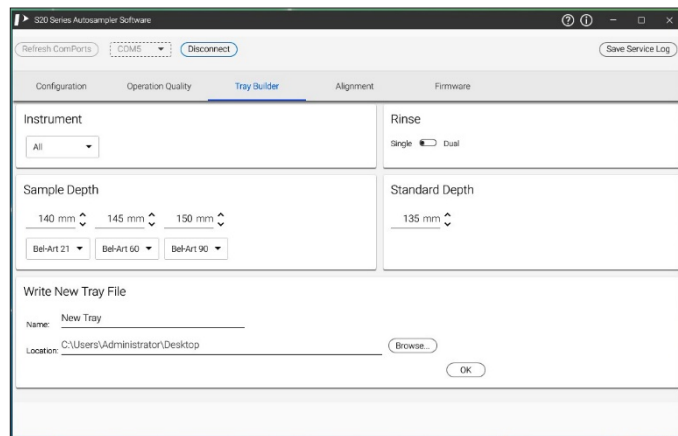 S20 Series Autosampler Software
Refresh ComPorts COM5 Disconnect Save Service Log
Configuration Operation Quality Tray Builder Alignment Firmware
Instrument
All
Rinse
Single Dual
Sample Depth
140 mm 145 mm 150 mm
Bel-Art 21 Bel-Art 60 Bel-Art 90
Standard Depth
135 mm
Write New Tray File
Name: New Tray
Location: C:\Users\Administrator\Desktop Browse...
OK